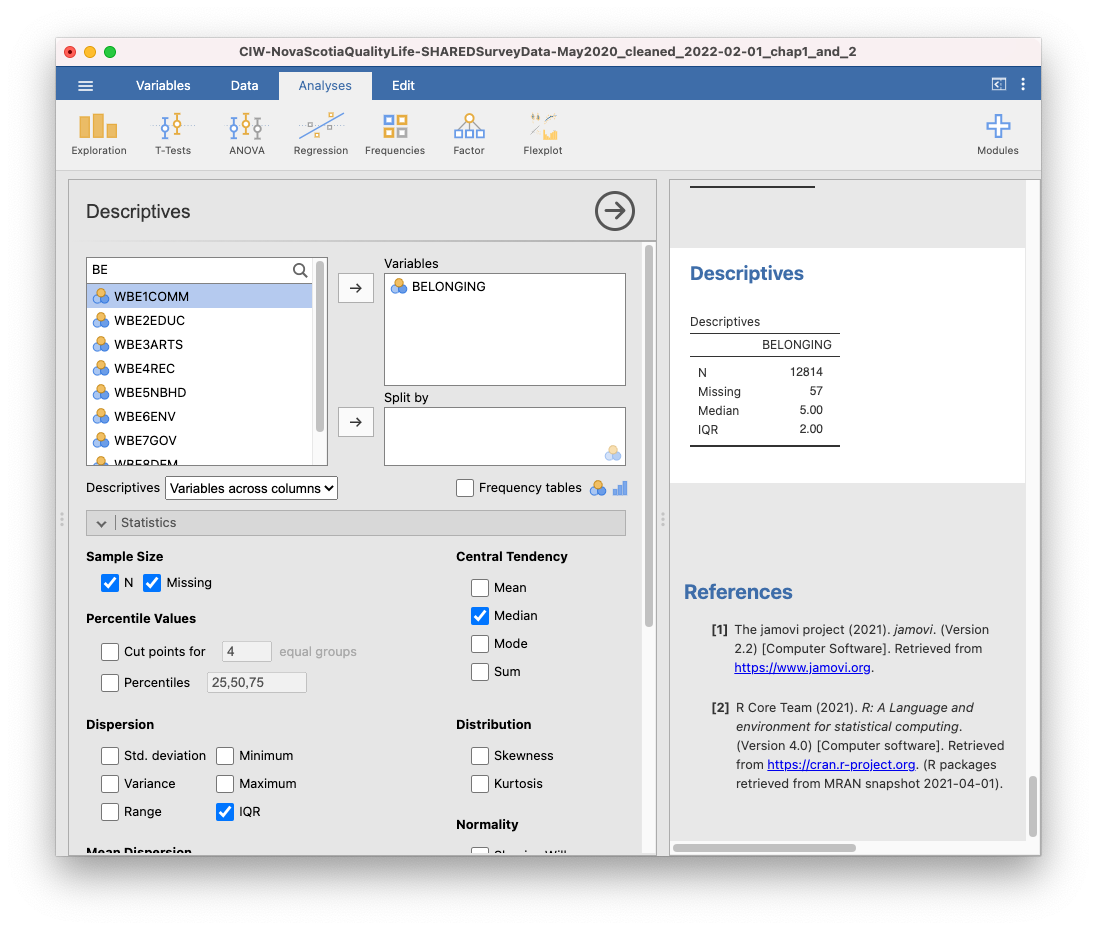 CIW-NovaScotiaQualityLife-SHAREDSurveyData-May2020_cleaned_2022-02-01_chap1_and_2
Variables Data Analyses Edit
Exploration T-Tests ANOVA Regression Frequencies Factor Flexplot Modules
Descriptives
BE
WBE1COMM
WBE2EDUC
WBE3ARTS
WBE4REC
WBE5NBHD
WBE6ENV
WBE7GOV
WBE8DEM
Variables
BELONGING
Split by
Descriptives Variables across columns
Frequency tables
Statistics
Sample Size
N Missing
Percentile Values
Cut points for 4 equal groups
Percentiles 25,50,75
Dispersion
Std. deviation Minimum
Variance Maximum
Range IQR
Mean Dispersion
Central Tendency
Mean
Median
Mode
Sum
Distribution
Skewness
Kurtosis
Normality
Descriptives
Descriptives
BELONGING
N 12814
Missing 57
Median 5.00
IQR 2.00
References
[1] The jamovi project (2021). jamovi. (Version
2.2) [Computer Software]. Retrieved from
https://www.jamovi.org.
[2] R Core Team (2021). R: A Language and
environment for statistical computing.
(Version 4.0) [Computer software]. Retrieved
from https://cran.r-project.org. (R packages
retrieved from MRAN snapshot 2021-04-01).